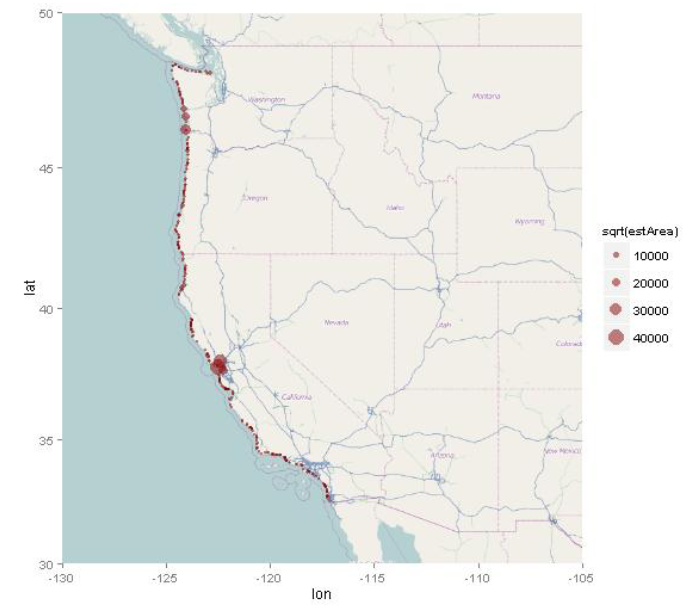 50
45
40
35
30
lat
-130
-125
-120
-115
-110
-105
lon
Washington
Montana
Oregon
Idaho
Wyoming
Nevada
Utah
Colorado
California
Arizona
New Mexico
sqrt(estArea)
10000
20000
30000
40000